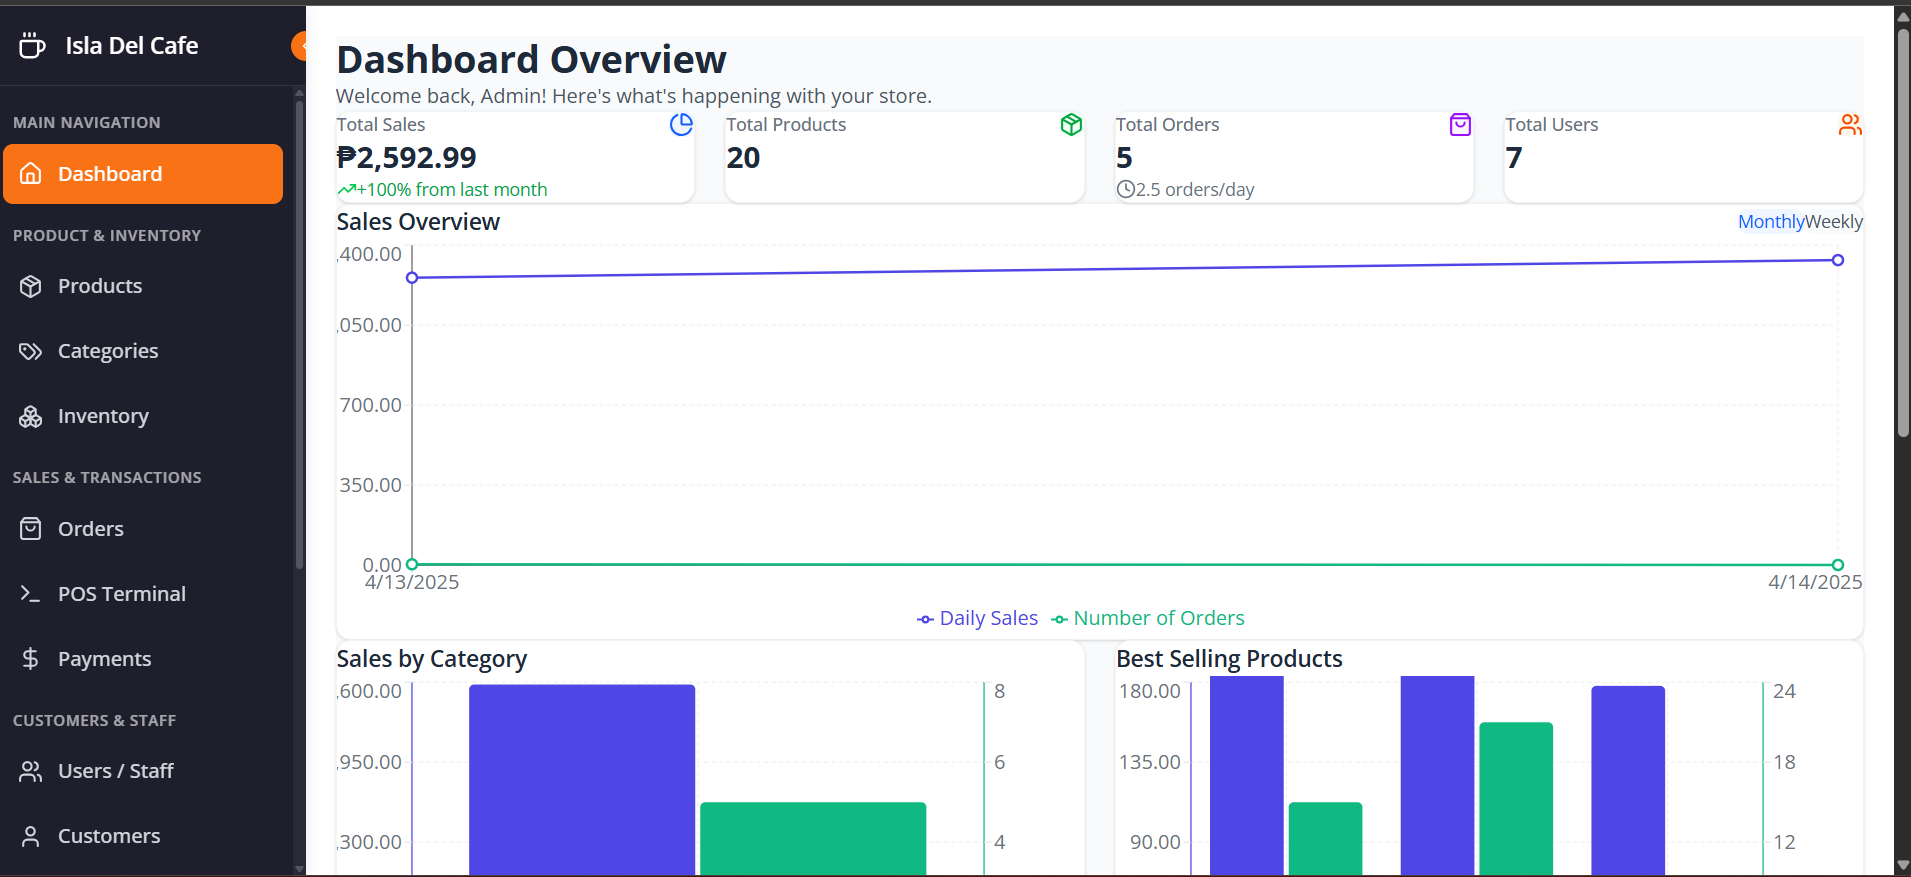 Isla Del Cafe
MAIN NAVIGATION
Dashboard
PRODUCT & INVENTORY
Products
Categories
Inventory
SALES & TRANSACTIONS
Orders
POS Terminal
Payments
CUSTOMERS & STAFF
Users / Staff
Customers
Dashboard Overview
Welcome back, Admin! Here's what's happening with your store.
Total Sales
₱2,592.99
+100% from last month
Total Products
20
Total Orders
5
2.5 orders/day
Total Users
7
Sales Overview
Monthly Weekly
,400.00
,050.00
700.00
350.00
0.00
4/13/2025 4/14/2025
Daily Sales Number of Orders
Sales by Category
,600.00 8
,950.00 6
,300.00 4
Best Selling Products
180.00 24
135.00 18
90.00 12